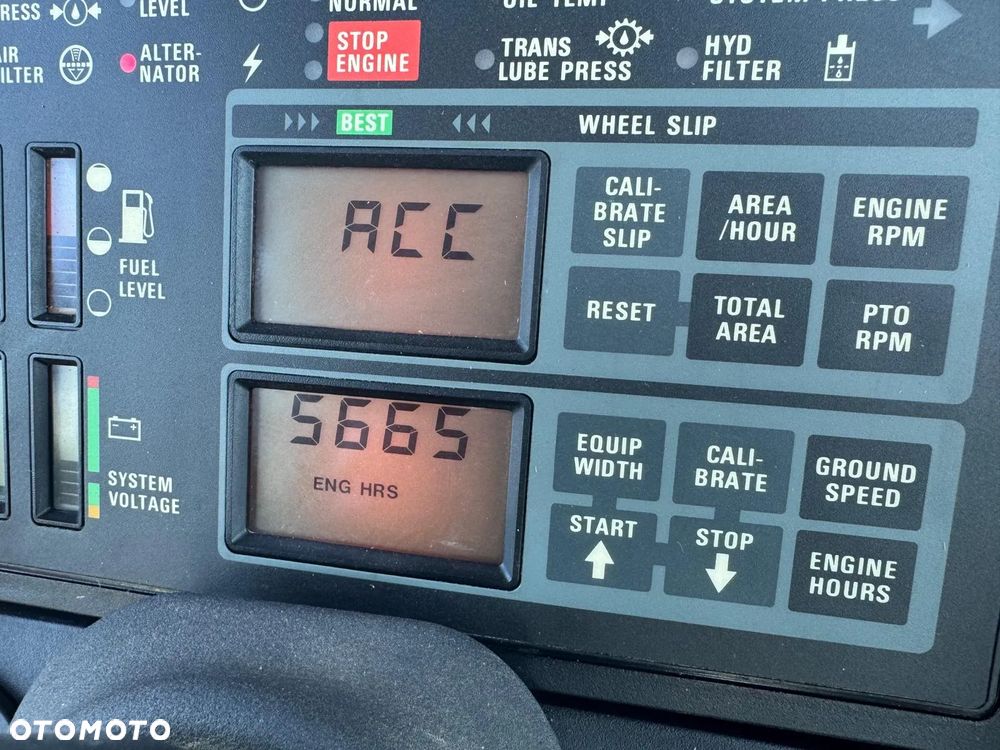 PRESS
LEVEL
NORMAL
OIL TEMP
SYSTEM PRESS
AIR
FILTER
ALTER-
NATOR
STOP
ENGINE
TRANS
LUBE PRESS
HYD
FILTER
BEST
WHEEL SLIP
ACC
CALI-
BRATE
SLIP
AREA
/HOUR
ENGINE
RPM
RESET
TOTAL
AREA
PTO
RPM
FUEL
LEVEL
5665
ENG HRS
EQUIP
WIDTH
CALI-
BRATE
GROUND
SPEED
START
STOP
ENGINE
HOURS
SYSTEM
VOLTAGE
OTOMOTO